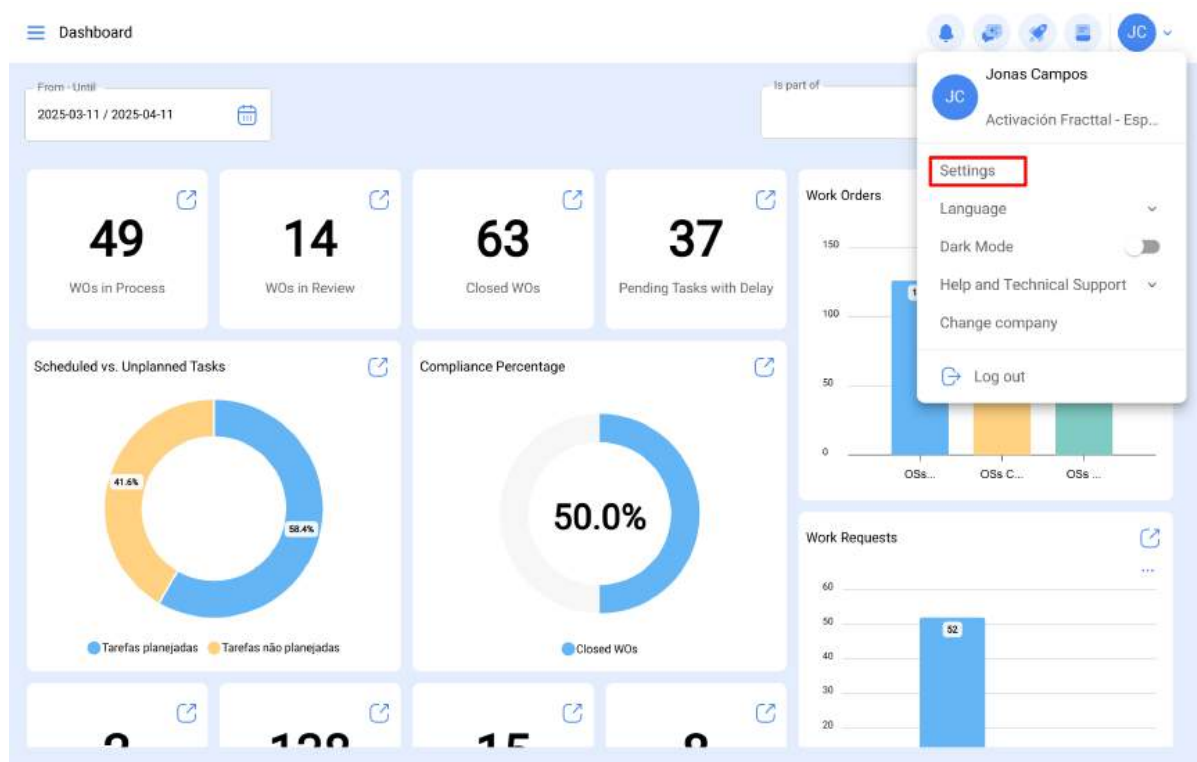 Dashboard
JC
Jonas Campos
JC
Activación Fracttal - Esp...
Settings
Language
Dark Mode
Help and Technical Support
Change company
Log out
From - Until
2025-03-11 / 2025-04-11
Is part of
49
WOs in Process
14
WOs in Review
63
Closed WOs
37
Pending Tasks with Delay
Work Orders
150
100
50
0
OSs...
OSs C...
OSs ...
Scheduled vs. Unplanned Tasks
41.6%
58.4%
Tarefas planejadas
Tarefas não planejadas
Compliance Percentage
50.0%
Closed WOs
Work Requests
...
60
50
52
40
30
20